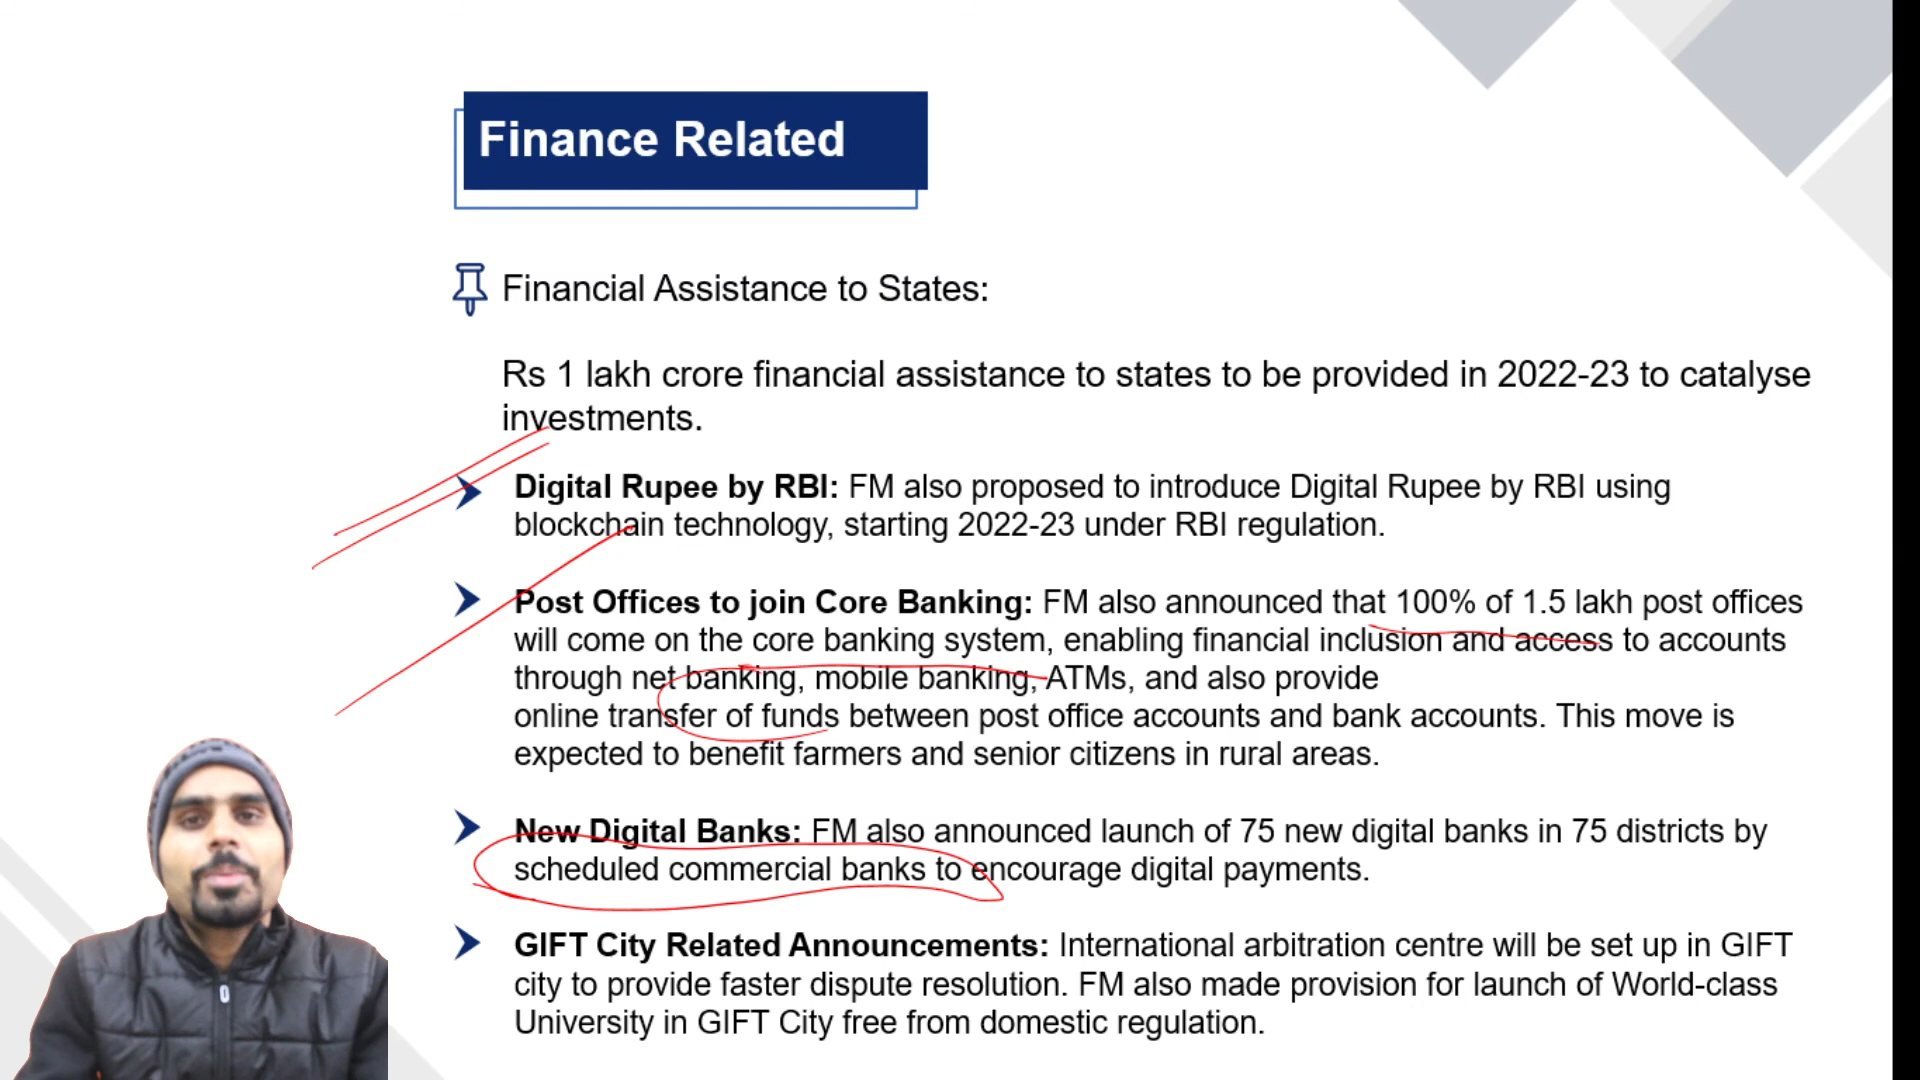 Finance Related
Financial Assistance to States:
Rs 1 lakh crore financial assistance to states to be provided in 2022-23 to catalyse
investments.
Digital Rupee by RBI: FM also proposed to introduce Digital Rupee by RBI using
blockchain technology, starting 2022-23 under RBI regulation.
Post Offices to join Core Banking: FM also announced that 100% of 1.5 lakh post offices
will come on the core banking system, enabling financial inclusion and access to accounts
through net banking, mobile banking, ATMs, and also provide
online transfer of funds between post office accounts and bank accounts. This move is
expected to benefit farmers and senior citizens in rural areas.
New Digital Banks: FM also announced launch of 75 new digital banks in 75 districts by
scheduled commercial banks to encourage digital payments.
GIFT City Related Announcements: International arbitration centre will be set up in GIFT
city to provide faster dispute resolution. FM also made provision for launch of World-class
University in GIFT City free from domestic regulation.